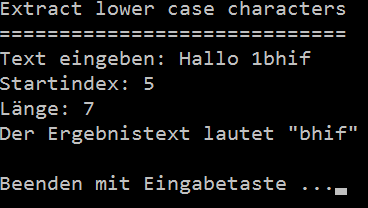 Extract lower case characters
=============================
Text eingeben: Hallo 1bhif
Startindex: 5
Länge: 7
Der Ergebnistext lautet "bhif"
Beenden mit Eingabetaste ...